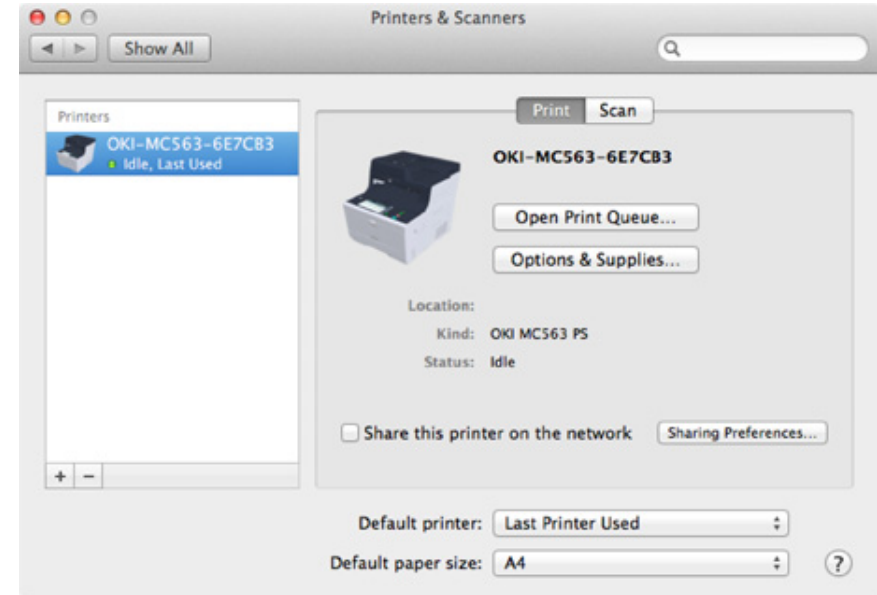 Printers & Scanners
Show All
Printers
OKI-MC563-6E7CB3
Idle, Last Used
Print Scan
OKI-MC563-6E7CB3
Open Print Queue...
Options & Supplies...
Location:
Kind: OKI MC563 PS
Status: Idle
Share this printer on the network Sharing Preferences...
+ −
Default printer: Last Printer Used
Default paper size: A4 ?